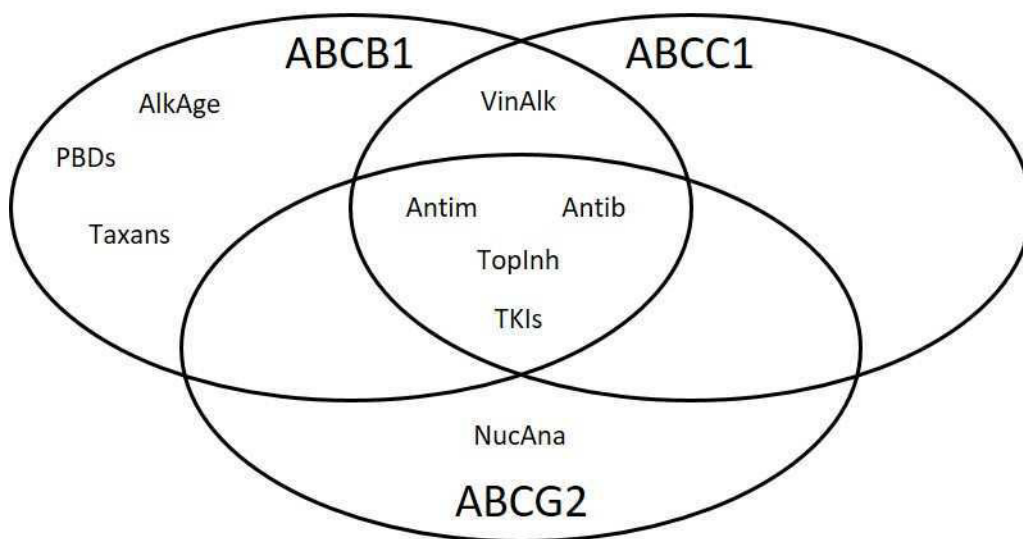 ABCB1
ABCC1
AlkAge
VinAlk
PBDs
Antim
Antib
Taxans
TopInh
TKIs
NucAna
ABCG2